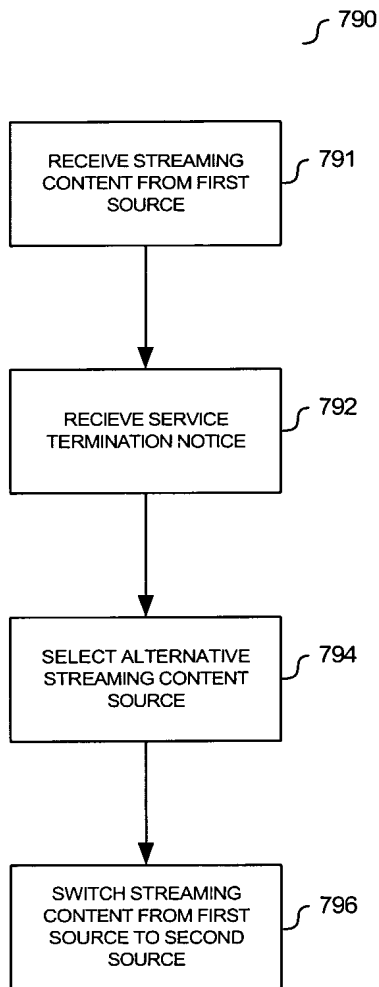 790
RECEIVE STREAMING
CONTENT FROM FIRST
SOURCE
791
RECIEVE SERVICE
TERMINATION NOTICE
792
SELECT ALTERNATIVE
STREAMING CONTENT
SOURCE
794
SWITCH STREAMING
CONTENT FROM FIRST
SOURCE TO SECOND
SOURCE
796